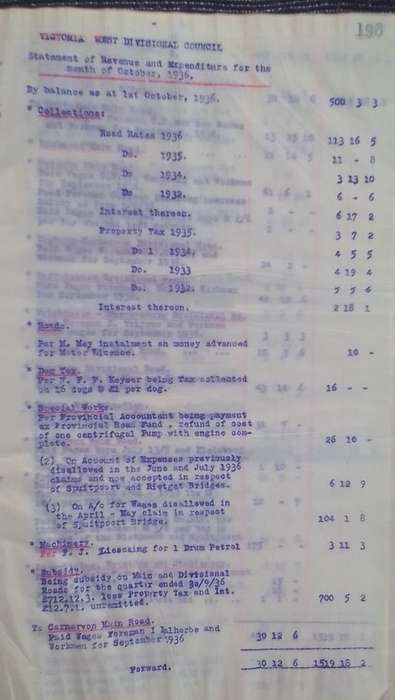 196
VICTORIA WEST DIVISIONAL COUNCIL
Statement of Revenue and Expenditure for the
month of October, 1936.
By balance as at 1st October, 1936. 500 3 3
* Collections:
Road Rates 1936 113 16 5
Do. 1935. 11 - 8
Do 1934. 3 13 10
Do 1932. 6 - 6
Interest thereon. 6 17 2
Property Tax 1935. 3 7 2
Do 1934. 4 5 5
Do. 1933 4 19 4
Do. 1932. 5 5 6
Interest thereon. 2 18 1
* Roads.
Per M. May instalment on money advanced
for Motor Licence. 10 -
* Dog Tax.
Per P. F. Keyser being Tax collected
on 16 dogs @ £1 per dog. 16 - -
* Special Works.
Per Provincial Accountant being payment
ex Provincial Road Fund, refund of cost
of one centrifugal Pump with engine com-
plete. 26 10 -
(2) On Account of Expenses previously
disallowed in the June and July 1936
claims and now accepted in respect
of Spuitpoort and Rietgat Bridges. 6 12 9
(3) On A/c for Wages disallowed in
the April - May claim in respect
of Spuitpoort Bridge. 104 1 8
* Machinery.
Per P. J. Liesching for 1 Drum Petrol 3 11 3
* Subsidy.
Being subsidy on Main and Divisional
Roads for the quarter ended 30/9/36
£712.12.3. less Property Tax and Int.
£12.7.1. unremitted. 700 5 2
To Carnarvon Main Road.
Paid Wages Foreman I Lalherbe and
Workmen for September 1936 30 12 6 1519 18 2
Forward. 30 12 6 1519 18 2